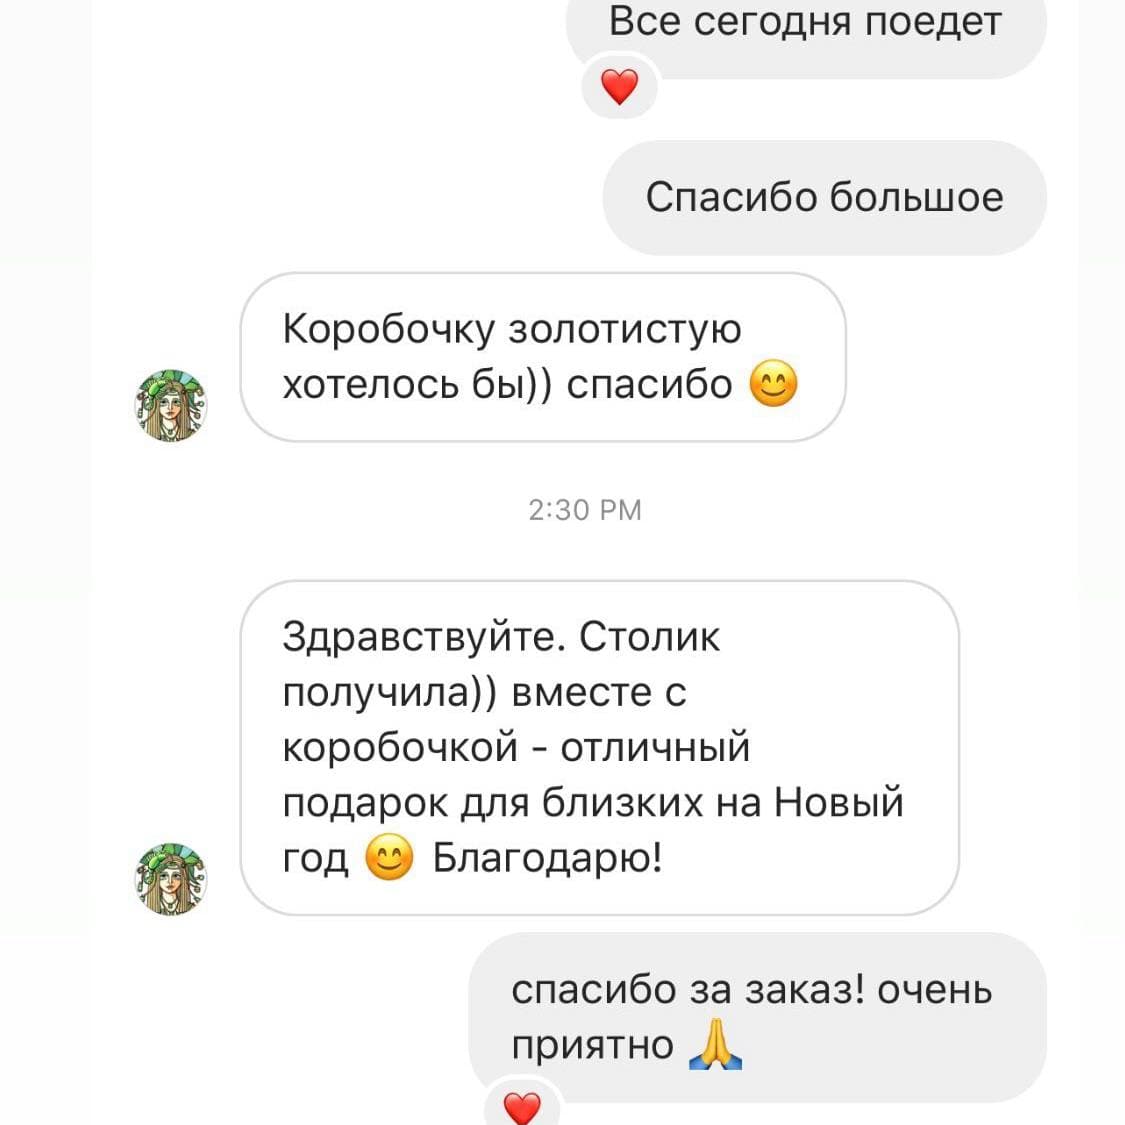 Все сегодня поедет
Спасибо большое
Коробочку золотистую
хотелось бы)) спасибо 😊
2:30 PM
Здравствуйте. Столик
получила)) вместе с
коробочкой - отличный
подарок для близких на Новый
год 😊 Благодарю!
спасибо за заказ! очень
приятно 🙏